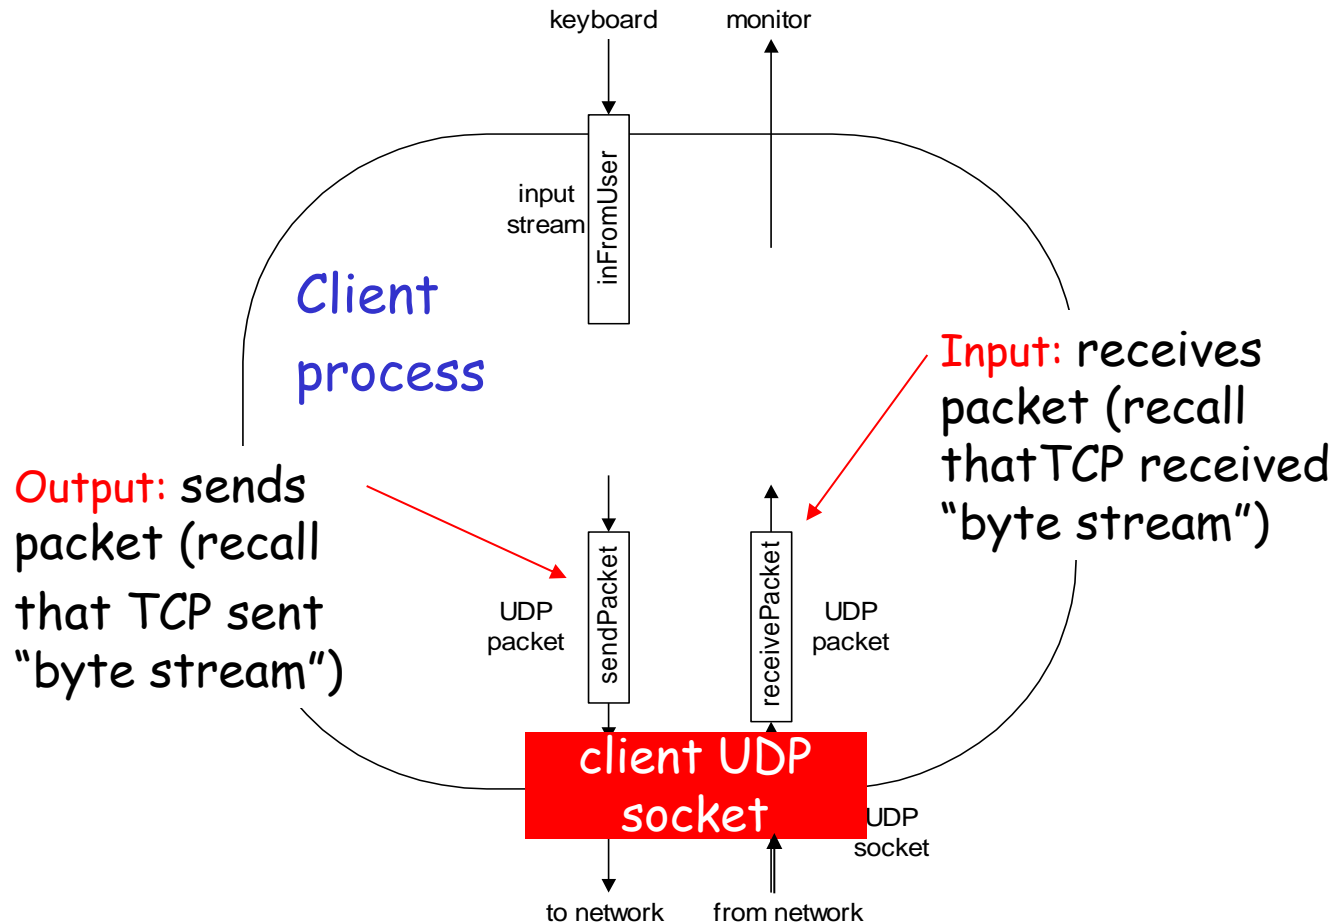 keyboard
monitor
input
stream
inFromUser
Client
process
Input: receives
packet (recall
thatTCP received
“byte stream”)
Output: sends
packet (recall
that TCP sent
“byte stream”)
UDP
packet
sendPacket
receivePacket
UDP
packet
client UDP
socket
UDP
socket
to network
from network